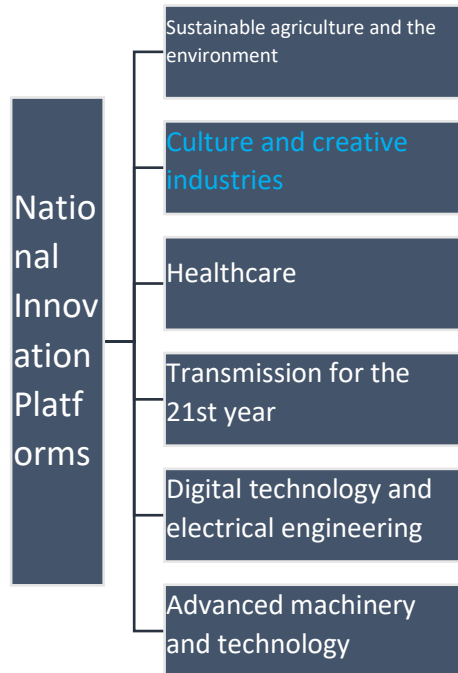 Natio
nal
Innov
ation
Platf
orms
Sustainable agriculture and the
environment
Culture and creative
industries
Healthcare
Transmission for the
21st year
Digital technology and
electrical engineering
Advanced machinery
and technology